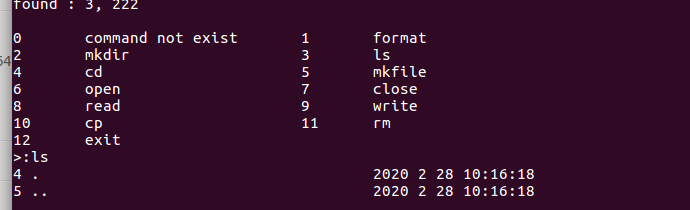 found : 3, 222
0 command not exist 1 format
2 mkdir 3 ls
4 cd 5 mkfile
6 open 7 close
8 read 9 write
10 cp 11 rm
12 exit
>:ls
4 . 2020 2 28 10:16:18
5 .. 2020 2 28 10:16:18